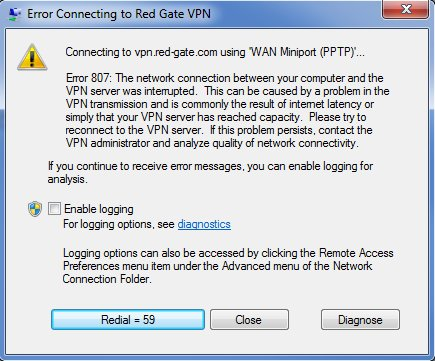 Error Connecting to Red Gate VPN
Connecting to vpn.red-gate.com using 'WAN Miniport (PPTP)'...
Error 807: The network connection between your computer and the
VPN server was interrupted.  This can be caused by a problem in the
VPN transmission and is commonly the result of internet latency or
simply that your VPN server has reached capacity.  Please try to
reconnect to the VPN server.  If this problem persists, contact the
VPN administrator and analyze quality of network connectivity.
If you continue to receive error messages, you can enable logging for
analysis.
Enable logging
For logging options, see diagnostics
Logging options can also be accessed by clicking the Remote Access
Preferences menu item under the Advanced menu of the Network
Connection Folder.
Redial = 59
Close
Diagnose